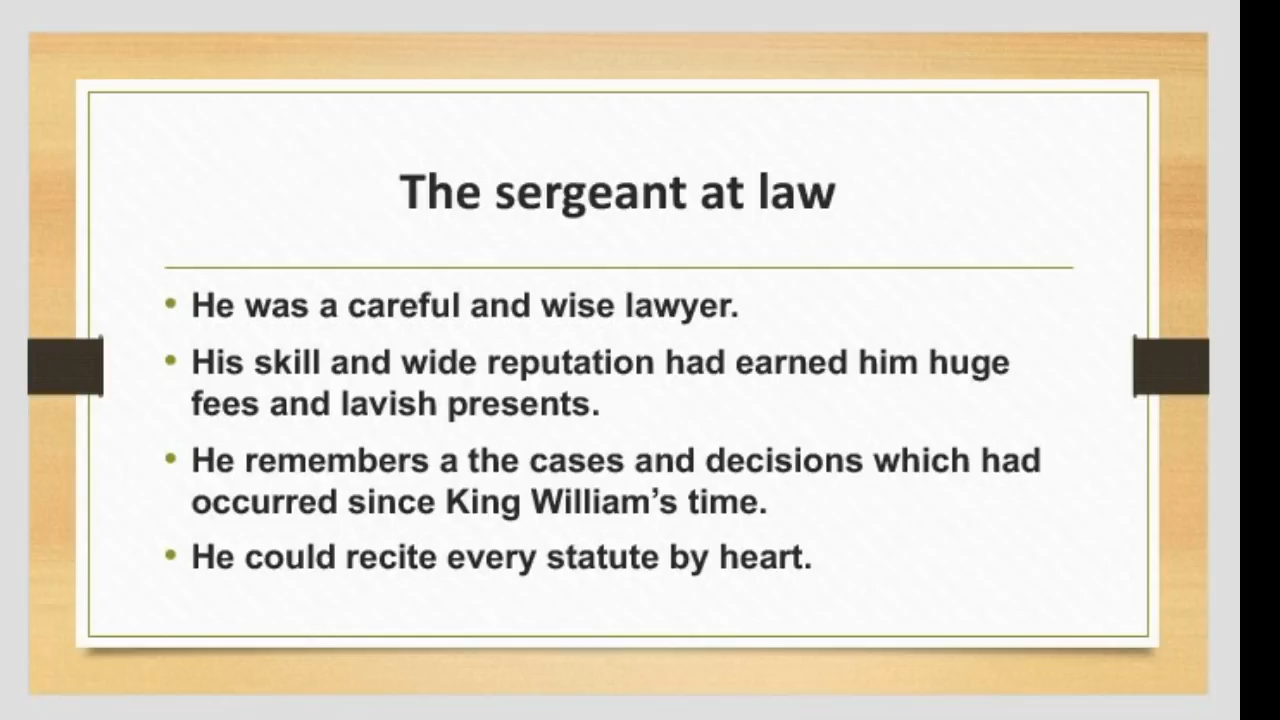 The sergeant at law
• He was a careful and wise lawyer.
• His skill and wide reputation had earned him huge
fees and lavish presents.
• He remembers a the cases and decisions which had
occurred since King William’s time.
• He could recite every statute by heart.